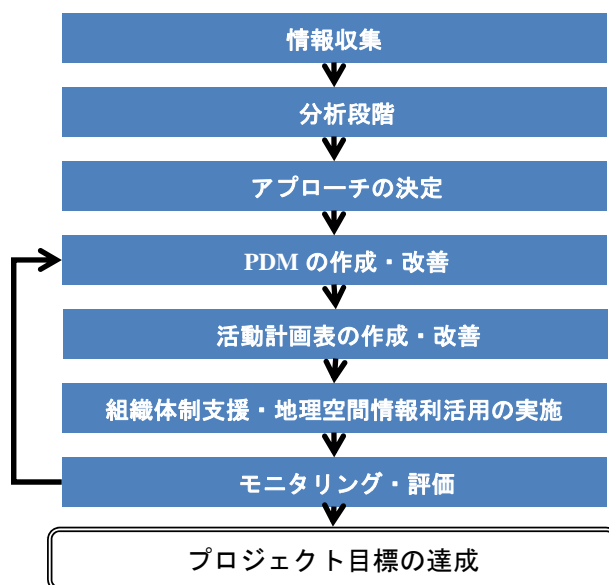 情報収集
分析段階
アプローチの決定
PDM の作成・改善
活動計画表の作成・改善
組織体制支援・地理空間情報利活用の実施
モニタリング・評価
プロジェクト目標の達成